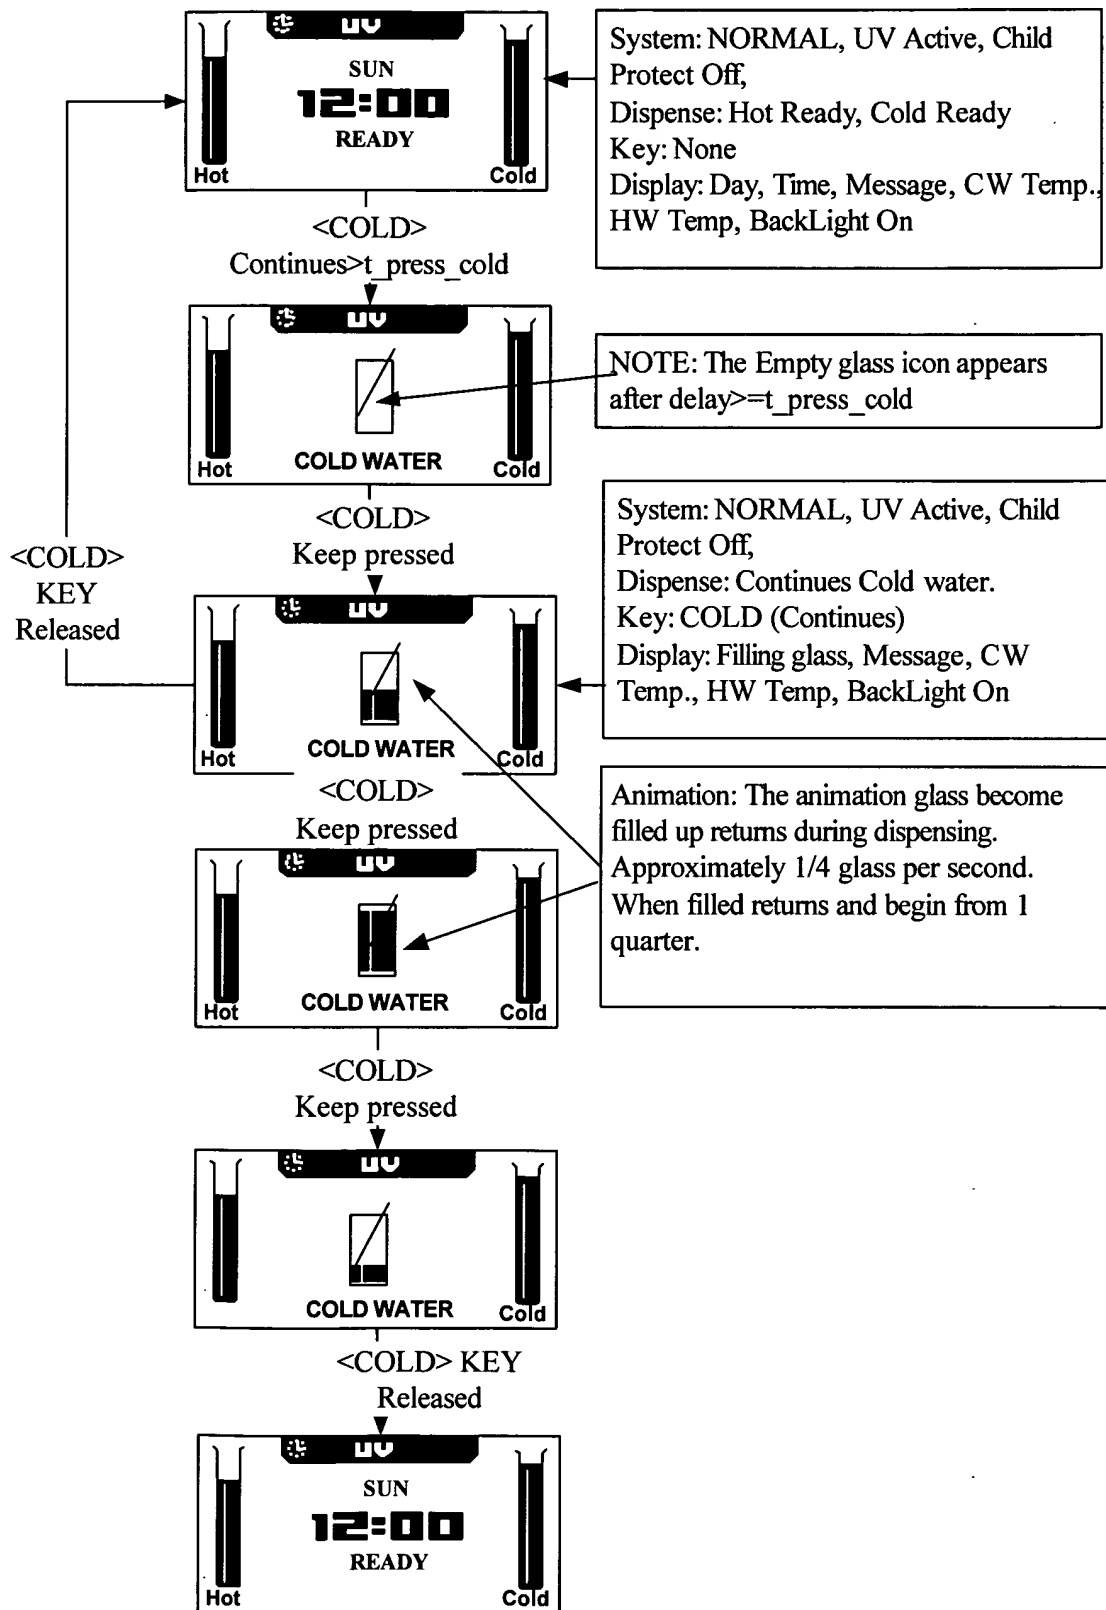 UV
SUN
12:00
READY
Hot
Cold
System: NORMAL, UV Active, Child
Protect Off,
Dispense: Hot Ready, Cold Ready
Key: None
Display: Day, Time, Message, CW Temp.,
HW Temp, BackLight On
<COLD>
Continues>t_press_cold
UV
COLD WATER
Hot
Cold
NOTE: The Empty glass icon appears
after delay>=t_press_cold
<COLD>
Keep pressed
<COLD>
KEY
Released
UV
COLD WATER
Hot
Cold
System: NORMAL, UV Active, Child
Protect Off,
Dispense: Continues Cold water.
Key: COLD (Continues)
Display: Filling glass, Message, CW
Temp., HW Temp, BackLight On
<COLD>
Keep pressed
UV
COLD WATER
Hot
Cold
Animation: The animation glass become
filled up returns during dispensing.
Approximately 1/4 glass per second.
When filled returns and begin from 1
quarter.
<COLD>
Keep pressed
UV
COLD WATER
Cold
<COLD> KEY
Released
UV
SUN
12:00
READY
Hot
Cold